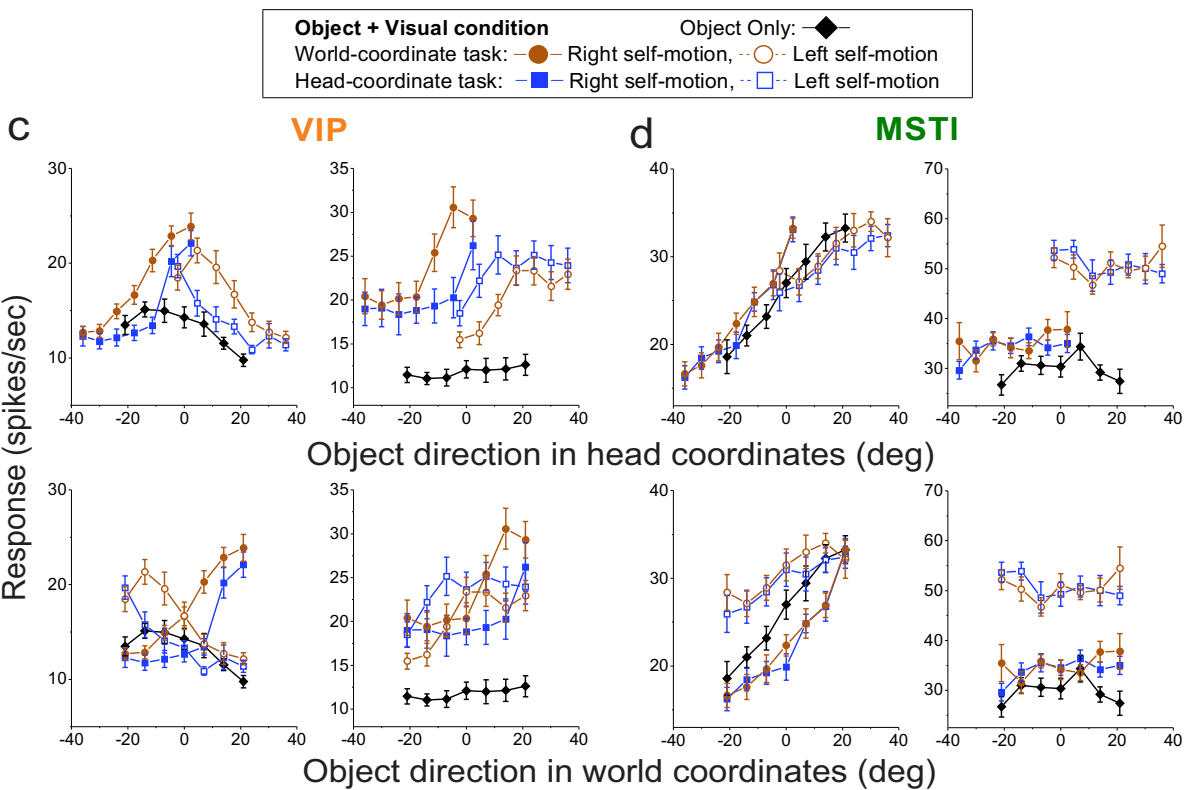 Object + Visual condition Object Only:
World-coordinate task: Right self-motion, Left self-motion
Head-coordinate task: Right self-motion, Left self-motion
c VIP d MSTl
30 35 40 70
30 60
20 25 30 50
20 40
10 15 20 30
10
-40 -20 0 20 40 -40 -20 0 20 40 -40 -20 0 20 40 -40 -20 0 20 40
Object direction in head coordinates (deg)
Response (spikes/sec)
30 35 40 70
30 60
20 25 30 50
20 40
10 15 20 30
10
-40 -20 0 20 40 -40 -20 0 20 40 -40 -20 0 20 40 -40 -20 0 20 40
Object direction in world coordinates (deg)